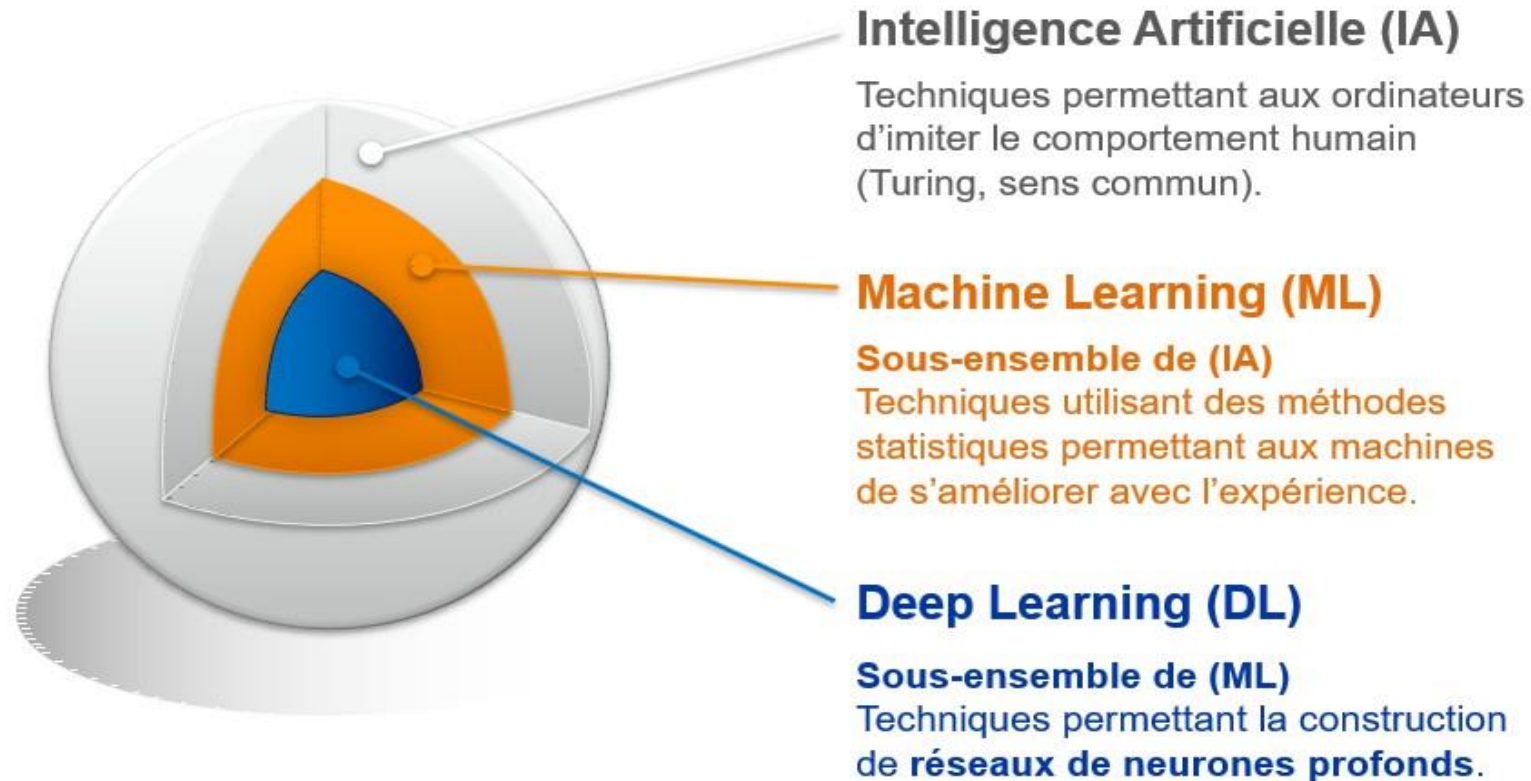 Intelligence Artificielle (IA)
Techniques permettant aux ordinateurs
d'imiter le comportement humain
(Turing, sens commun).
Machine Learning (ML)
Sous-ensemble de (IA)
Techniques utilisant des méthodes
statistiques permettant aux machines
de s'améliorer avec l'expérience.
Deep Learning (DL)
Sous-ensemble de (ML)
Techniques permettant la construction
de réseaux de neurones profonds.